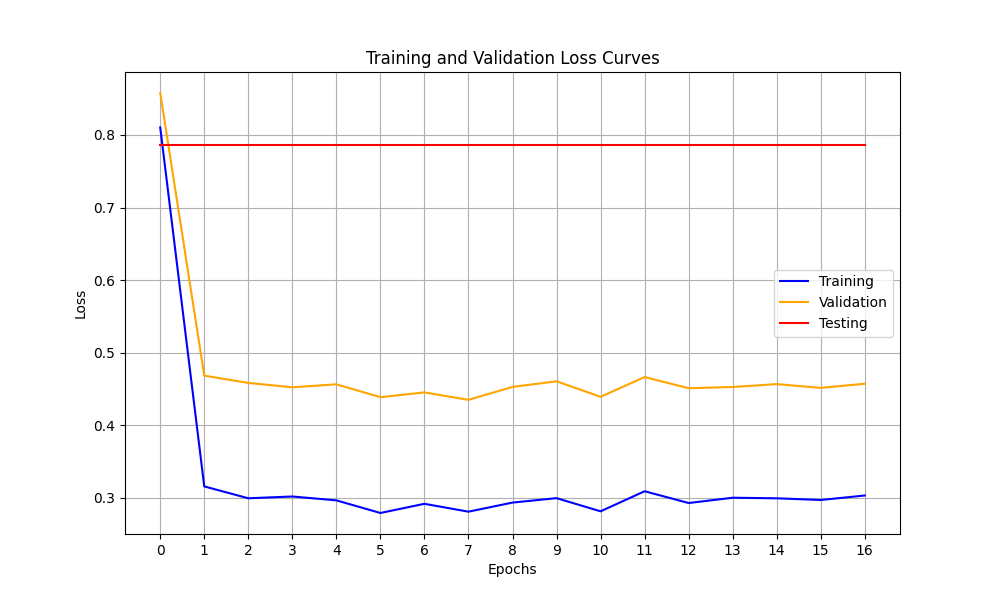 Training and Validation Loss Curves
Loss
0.8
0.7
0.6
0.5
0.4
0.3
Training
Validation
Testing
0 1 2 3 4 5 6 7 8 9 10 11 12 13 14 15 16
Epochs